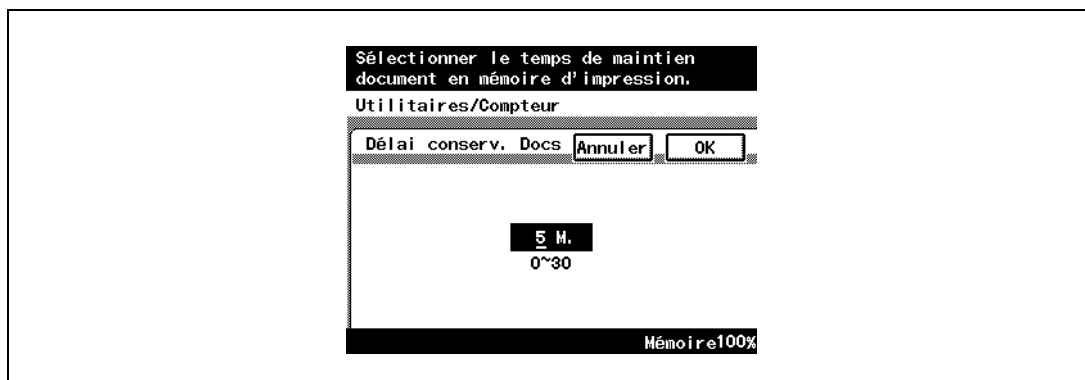 Sélectionner le temps de maintien
document en mémoire d'impression.
Utilitaires/Compteur
Délai conserv. Docs Annuler OK
5 M.
0~30
Mémoire100%